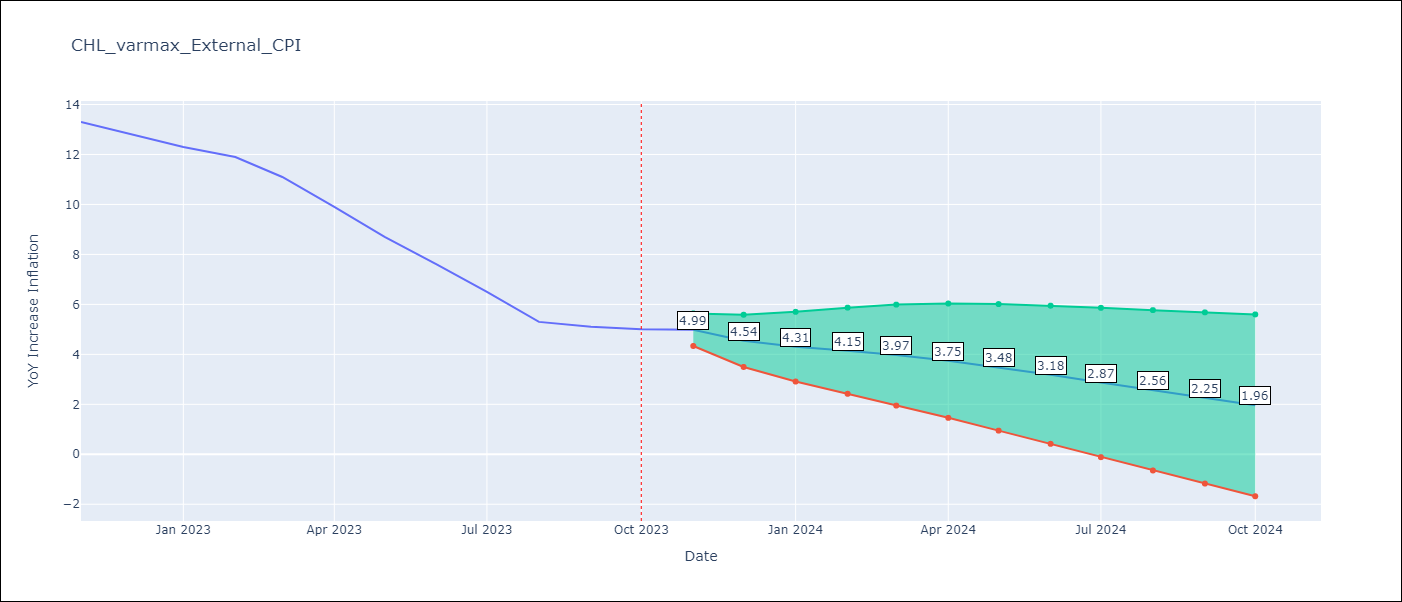 CHL_varmax_External_CPI
14
12
10
8
6
4
2
0
−2
YoY Increase Inflation
4.99
4.54
4.31
4.15
3.97
3.75
3.48
3.18
2.87
2.56
2.25
1.96
Jan 2023
Apr 2023
Jul 2023
Oct 2023
Jan 2024
Apr 2024
Jul 2024
Oct 2024
Date